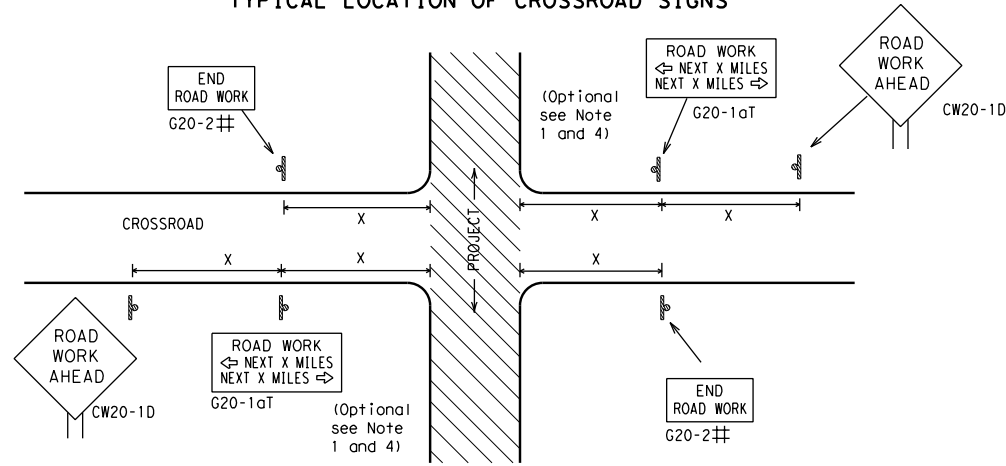 TYPICAL LOCATION OF CROSSROAD SIGNS
END
ROAD WORK
G20-2#
(Optional
see Note
1 and 4)
ROAD WORK
⇦ NEXT X MILES
NEXT X MILES ⇨
G20-1aT
ROAD
WORK
AHEAD
CW20-1D
X
X
X
CROSSROAD
PROJECT
X
X
X
ROAD
WORK
AHEAD
CW20-1D
ROAD WORK
⇦ NEXT X MILES
NEXT X MILES ⇨
G20-1aT
(Optional
see Note
1 and 4)
END
ROAD WORK
G20-2#